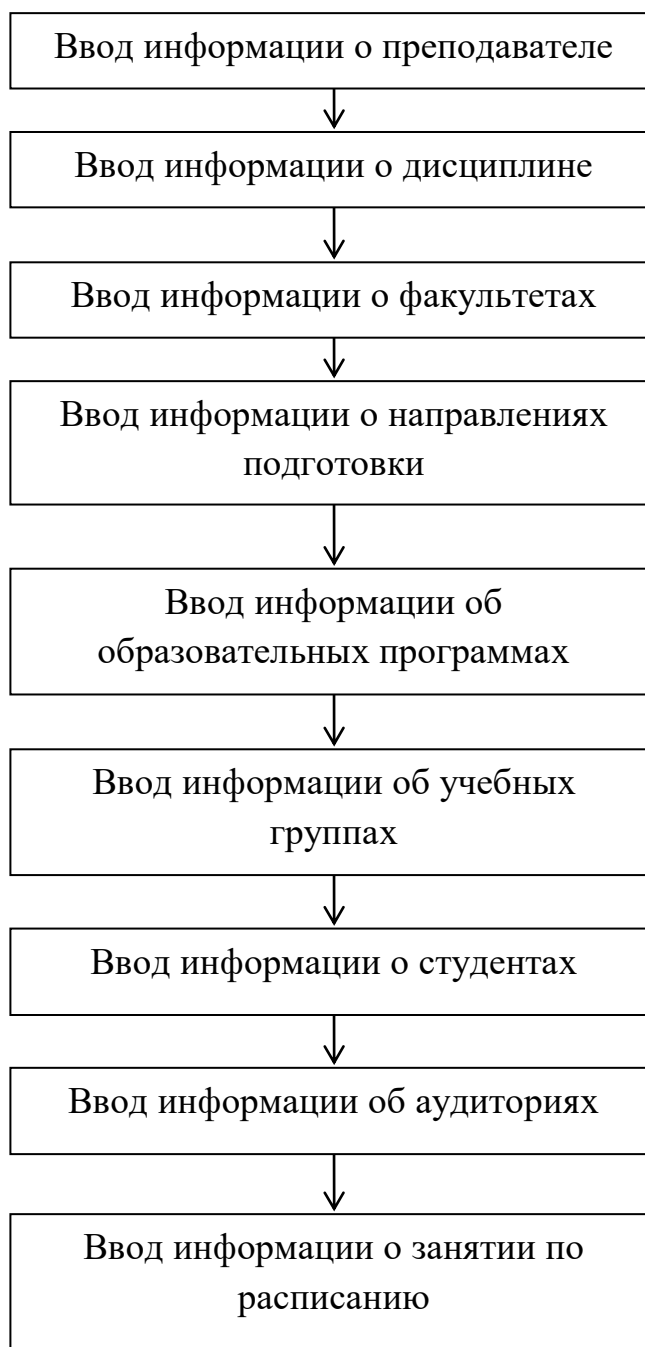 Ввод информации о преподавателе
Ввод информации о дисциплине
Ввод информации о факультетах
Ввод информации о направлениях
подготовки
Ввод информации об
образовательных программах
Ввод информации об учебных
группах
Ввод информации о студентах
Ввод информации об аудиториях
Ввод информации о занятии по
расписанию